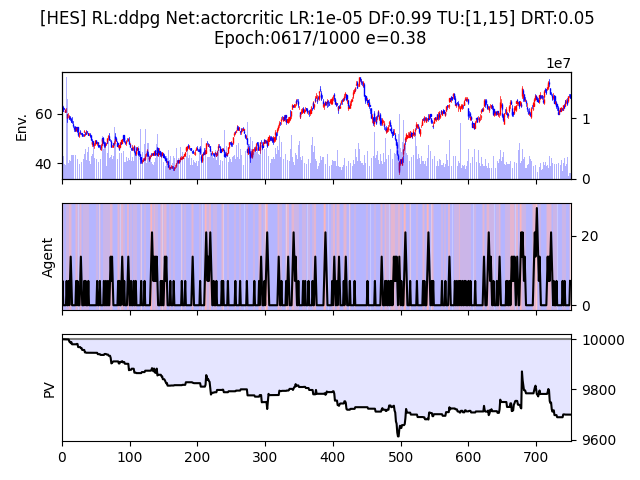 [HES] RL:ddpg Net:actorcritic LR:1e-05 DF:0.99 TU:[1,15] DRT:0.05
Epoch:0617/1000 e=0.38
1e7
Env.
60
40
1
0
Agent
20
0
PV
10000
9800
9600
0 100 200 300 400 500 600 700